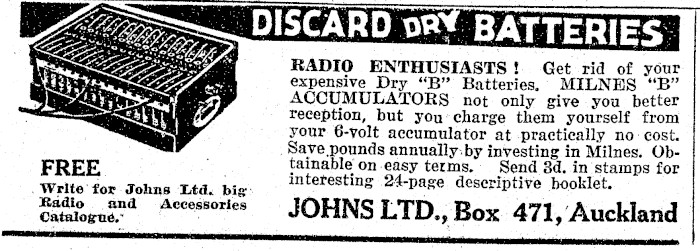 DISCARD DRY BATTERIES
RADIO ENTHUSIASTS! Get rid of your
expensive Dry "B" Batteries. MILNES "B"
ACCUMULATORS not only give you better
reception, but you charge them yourself from
your 6-volt accumulator at practically no cost.
Save pounds annually by investing in Milnes. Ob-
tainable on easy terms. Send 3d. in stamps for
interesting 24-page descriptive booklet.
JOHNS LTD., Box 471, Auckland
FREE
Write for Johns Ltd. big
Radio and Accessories
Catalogue.